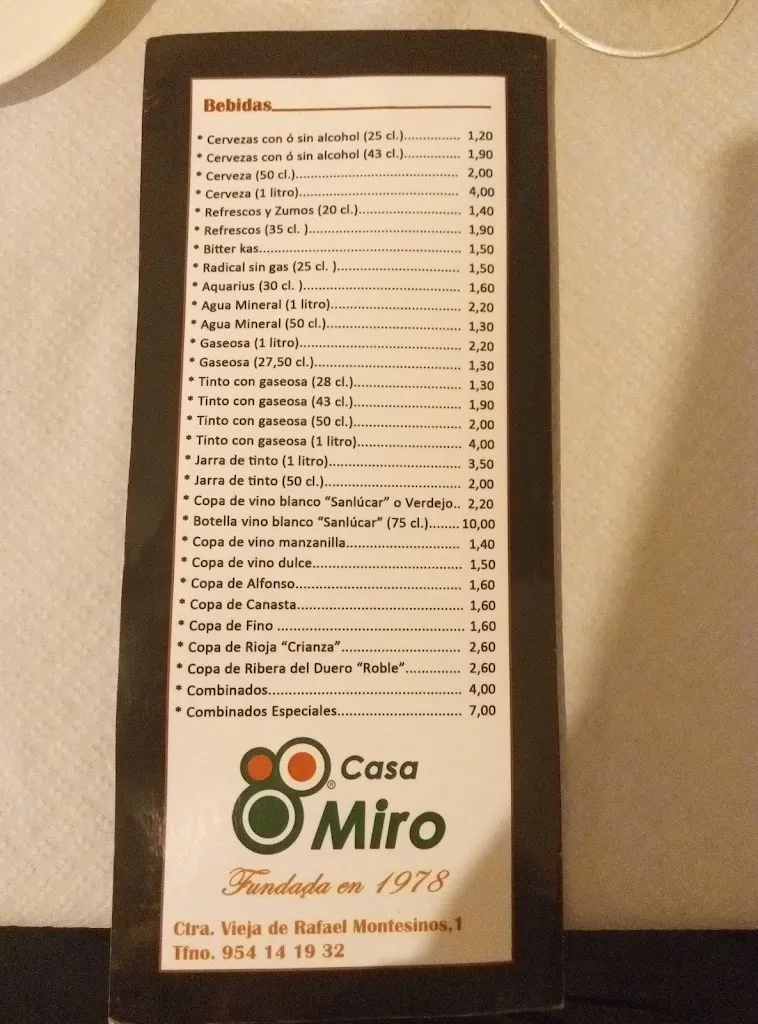 Bebidas
* Cervezas con ó sin alcohol (25 cl.).............. 1,20
* Cervezas con ó sin alcohol (43 cl.).............. 1,90
* Cerveza (50 cl.)........................................ 2,00
* Cerveza (1 litro)....................................... 4,00
* Refrescos y Zumos (20 cl.)......................... 1,40
* Refrescos (35 cl. )..................................... 1,90
* Bitter kas................................................. 1,50
* Radical sin gas (25 cl. )............................. 1,50
* Aquarius (30 cl. )...................................... 1,60
* Agua Mineral (1 litro)................................ 2,20
* Agua Mineral (50 cl.)................................. 1,30
* Gaseosa (1 litro)....................................... 2,20
* Gaseosa (27,50 cl.).................................... 1,30
* Tinto con gaseosa (28 cl.).......................... 1,30
* Tinto con gaseosa (43 cl.).......................... 1,90
* Tinto con gaseosa (50 cl.).......................... 2,00
* Tinto con gaseosa (1 litro)......................... 4,00
* Jarra de tinto (1 litro)............................... 3,50
* Jarra de tinto (50 cl.)................................ 2,00
* Copa de vino blanco “Sanlúcar” o Verdejo.. 2,20
* Botella vino blanco “Sanlúcar” (75 cl.)....... 10,00
* Copa de vino manzanilla............................ 1,40
* Copa de vino dulce.................................... 1,50
* Copa de Alfonso........................................ 1,60
* Copa de Canasta........................................ 1,60
* Copa de Fino ............................................ 1,60
* Copa de Rioja “Crianza”............................. 2,60
* Copa de Ribera del Duero “Roble”............. 2,60
* Combinados.............................................. 4,00
* Combinados Especiales.............................. 7,00
® Casa
Miro
Fundada en 1978
Ctra. Vieja de Rafael Montesinos,1
Tfno. 954 14 19 32